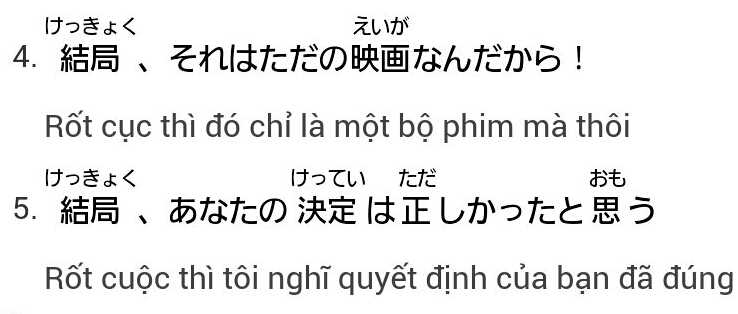 けっきょく えいが
4. 結局 、それはただの映画なんだから！
Rốt cục thì đó chỉ là một bộ phim mà thôi
けっきょく けってい ただ おも
5. 結局 、あなたの 決定 は 正 しかったと 思 う
Rốt cuộc thì tôi nghĩ quyết định của bạn đã đúng